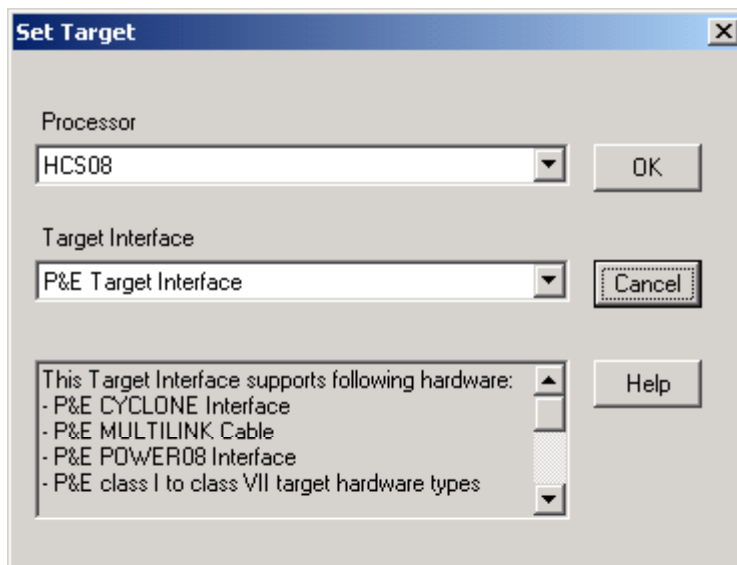 Set Target
Processor
HCS08
OK
Target Interface
P&E Target Interface
Cancel
This Target Interface supports following hardware:
- P&E CYCLONE Interface
- P&E MULTILINK Cable
- P&E POWER08 Interface
- P&E class I to class VII target hardware types
Help